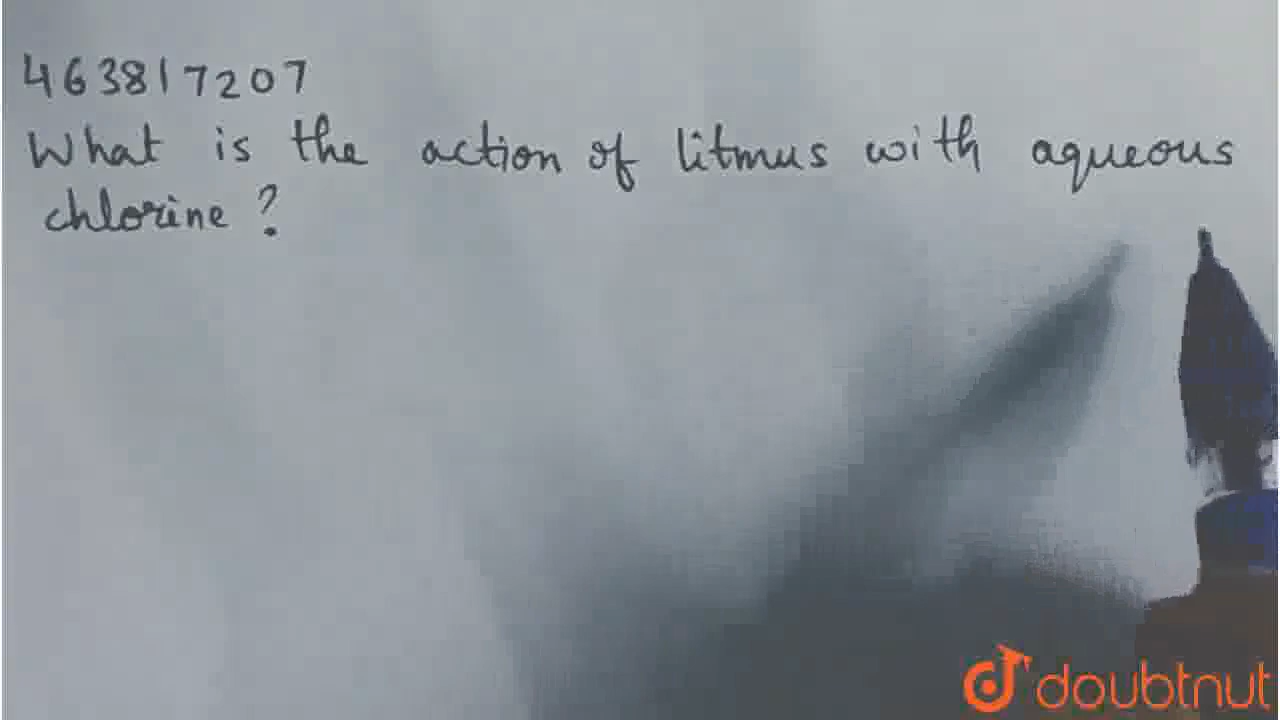 463817207
What is the action of litmus with aqueous
chlorine ?
doubtnut